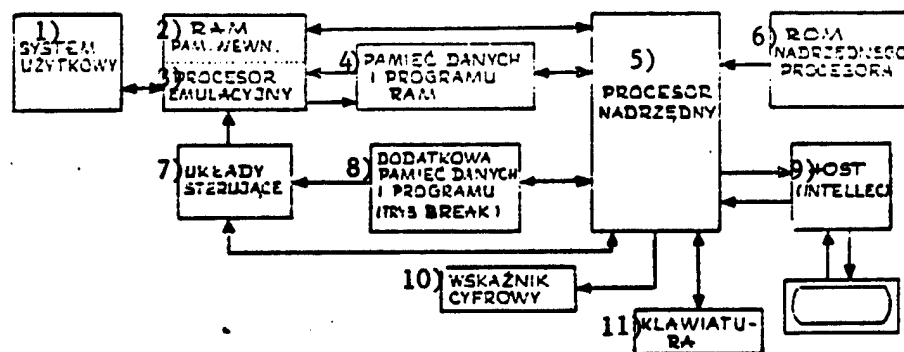 1)
SYSTEM
UŻYTKOWY
2) RAM
PAM. WEWN.
3) PROCESOR
EMULACYJNY
4) PAMIĘĆ DANYCH
I PROGRAMU
RAM
5)
PROCESOR
NADRZĘDNY
6) ROM
NADRZĘDNEGO
PROCESORA
7) UKŁADY
STERUJĄCE
8) DODATKOWA
PAMIĘĆ DANYCH
I PROGRAMU
(TRYB BREAK)
9) HOST
(INTELLEC)
10) WSKAŹNIK
CYFROWY
11) KLAWIATU-
RA